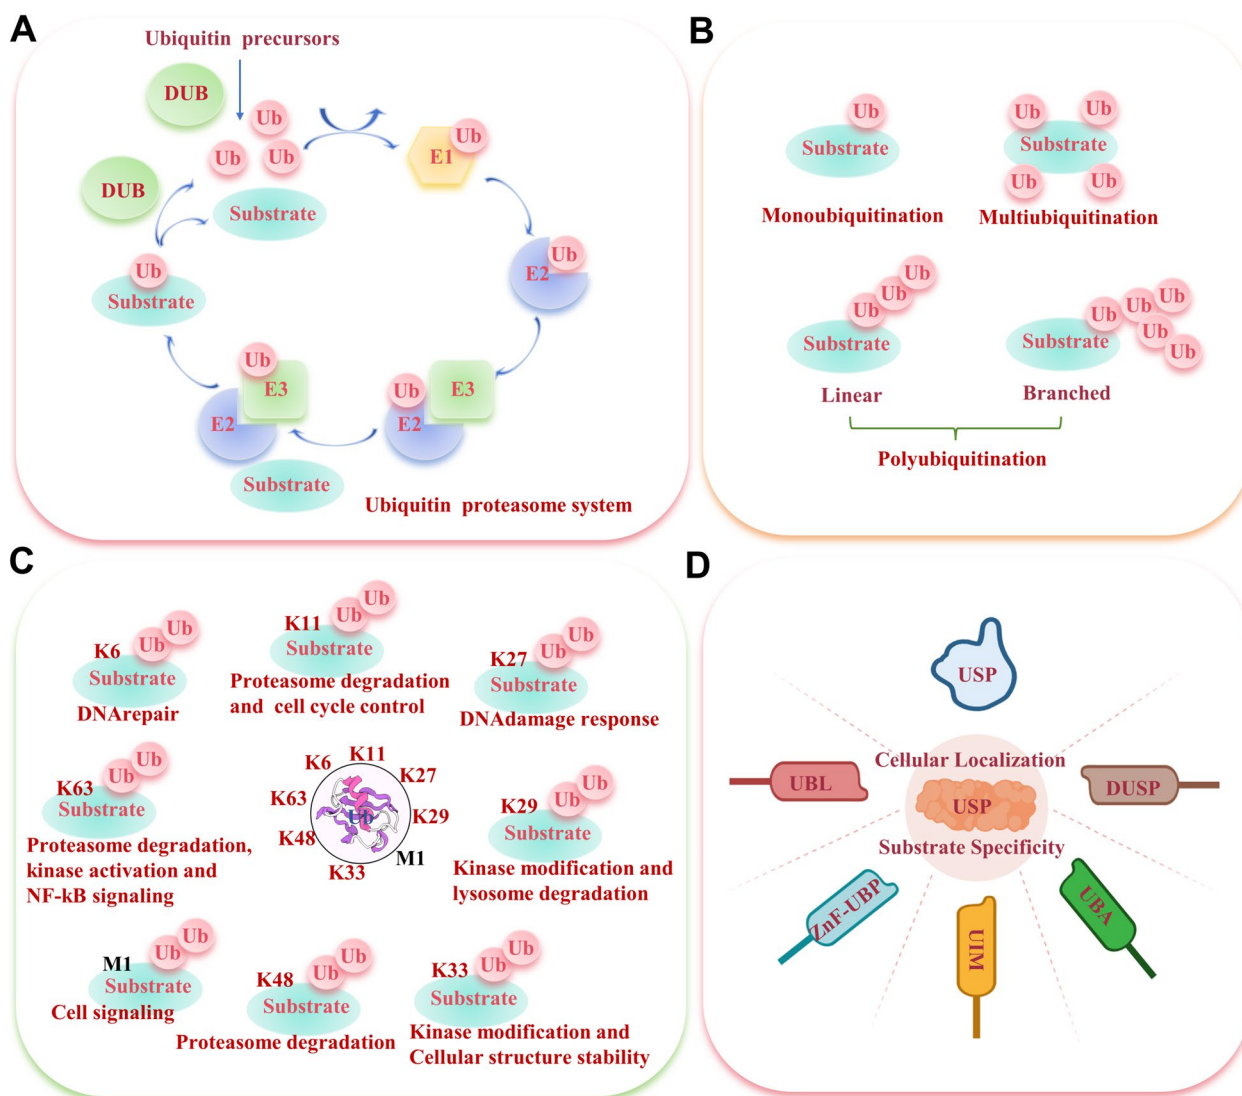 A
Ubiquitin precursors
DUB
Ub
Ub
Ub
DUB
Substrate
Ub
E1
Ub
E2
Ub
Substrate
Ub
E3
E2
Ub
E3
E2
Substrate
Ubiquitin proteasome system
B
Ub
Substrate
Monoubiquitination
Ub
Ub
Substrate
Ub
Ub
Multiubiquitination
Ub
Ub
Ub
Substrate
Linear
Ub
Ub
Ub
Ub
Ub
Substrate
Branched
Polyubiquitination
C
K6
Ub
Ub
Substrate
DNArepair
K11
Ub
Ub
Substrate
Proteasome degradation
and cell cycle control
K27
Ub
Ub
Substrate
DNAdamage response
K63
Ub
Ub
Substrate
Proteasome degradation,
kinase activation and
NF-kB signaling
K6
K11
K27
K63
K29
Ub
K48
M1
K33
K29
Ub
Ub
Substrate
Kinase modification and
lysosome degradation
M1
Ub
Ub
Substrate
Cell signaling
K48
Ub
Ub
Substrate
Proteasome degradation
K33
Ub
Ub
Substrate
Kinase modification and
Cellular structure stability
D
USP
Cellular Localization
UBL
USP
DUSP
Substrate Specificity
ZnF-UBP
UIM
UBA